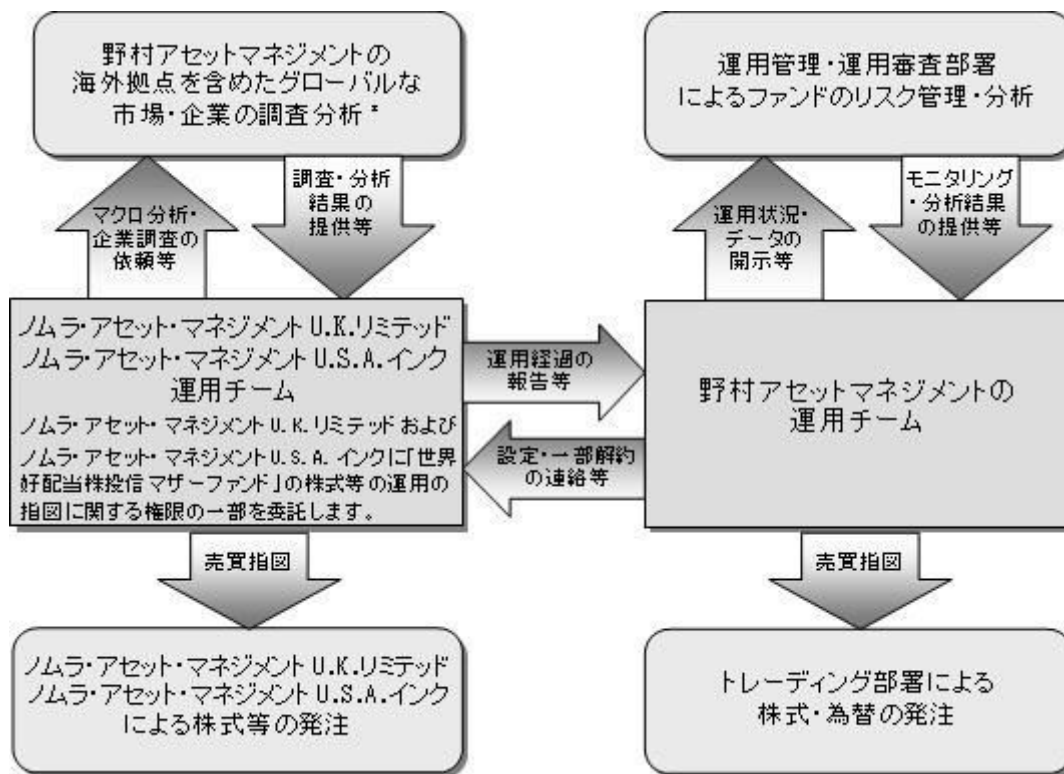 野村アセットマネジメントの
海外拠点を含めたグローバルな
市場・企業の調査分析*
運用管理・運用審査部署
によるファンドのリスク管理・分析
マクロ分析・
企業調査の
依頼等
調査・分析
結果の
提供等
運用状況・
データの
開示等
モニタリング
・分析結果
の提供等
ノムラ・アセット・マネジメントU.K.リミテッド
ノムラ・アセット・マネジメントU.S.A.インク
運用チーム
ノムラ・アセット・マネジメントU.K.リミテッドおよび
ノムラ・アセット・マネジメントU.S.A.インクに「世界
好配当株投信マザーファンド」の株式等の運用の
指図に関する権限の一部を委託します。
運用経過の
報告等
設定・一部解約
の連絡等
野村アセットマネジメントの
運用チーム
売買指図
売買指図
ノムラ・アセット・マネジメントU.K.リミテッド
ノムラ・アセット・マネジメントU.S.A.インク
による株式等の発注
トレーディング部署による
株式・為替の発注